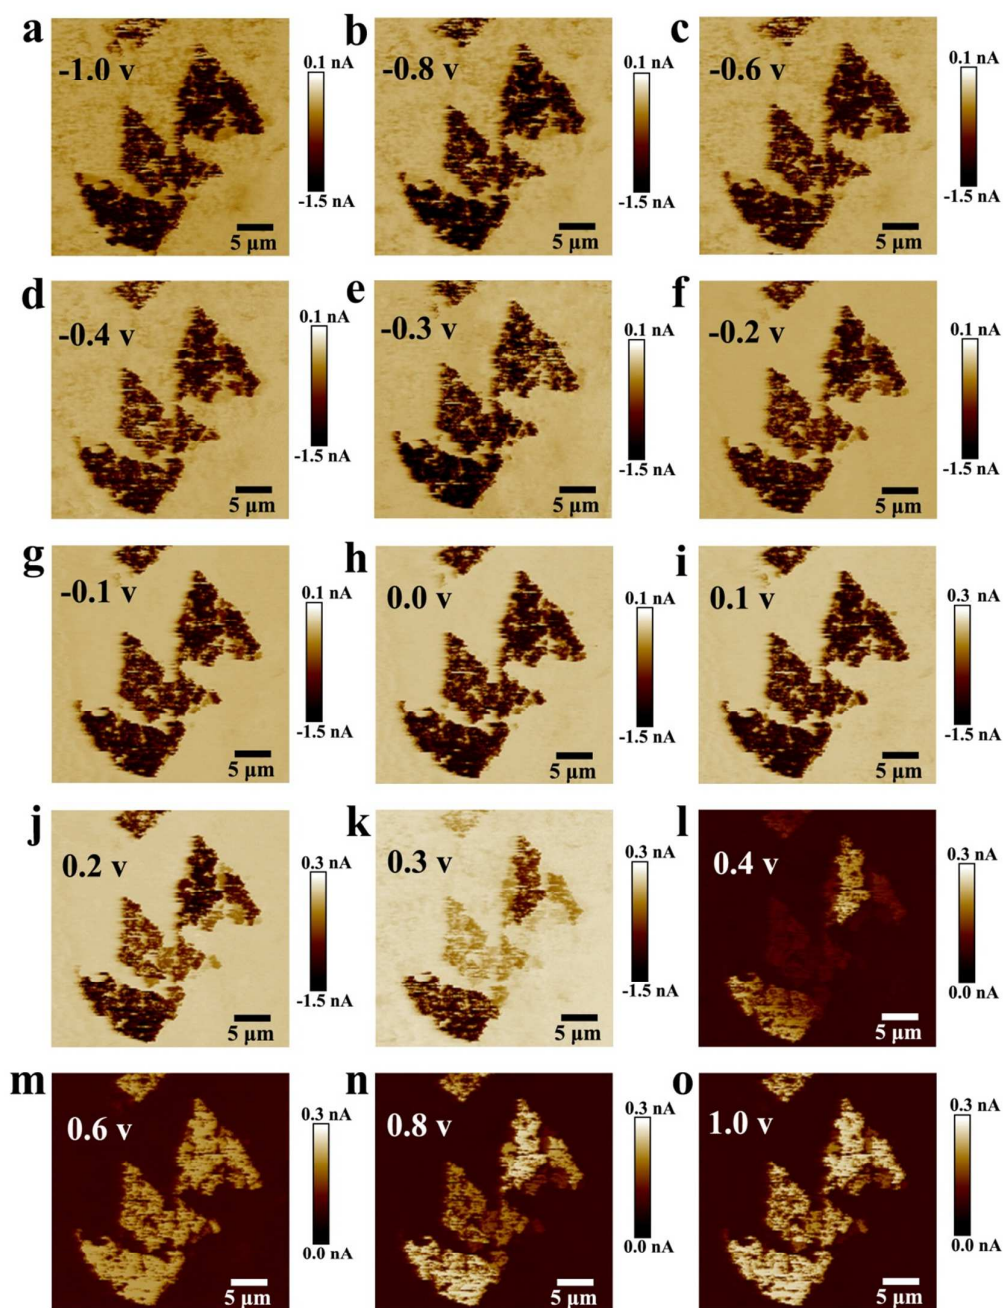 a
-1.0 v
0.1 nA
-1.5 nA
5 μm
b
-0.8 v
0.1 nA
-1.5 nA
5 μm
c
-0.6 v
0.1 nA
-1.5 nA
5 μm
d
-0.4 v
0.1 nA
-1.5 nA
5 μm
e
-0.3 v
0.1 nA
-1.5 nA
5 μm
f
-0.2 v
0.1 nA
-1.5 nA
5 μm
g
-0.1 v
0.1 nA
-1.5 nA
5 μm
h
0.0 v
0.1 nA
-1.5 nA
5 μm
i
0.1 v
0.3 nA
-1.5 nA
5 μm
j
0.2 v
0.3 nA
-1.5 nA
5 μm
k
0.3 v
0.3 nA
-1.5 nA
5 μm
l
0.4 v
0.3 nA
0.0 nA
5 μm
m
0.6 v
0.3 nA
0.0 nA
5 μm
n
0.8 v
0.3 nA
0.0 nA
5 μm
o
1.0 v
0.3 nA
0.0 nA
5 μm